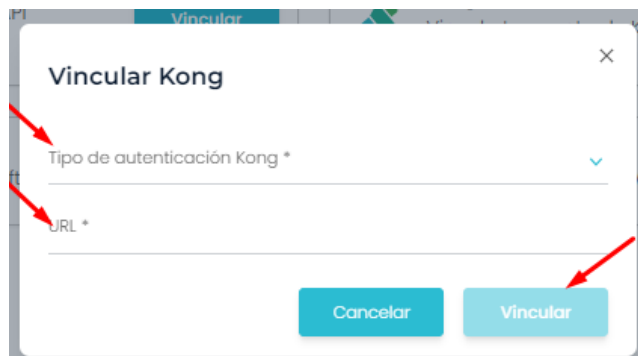 Vincular
Vincular Kong
Tipo de autenticación Kong *
URL *
Cancelar
Vincular